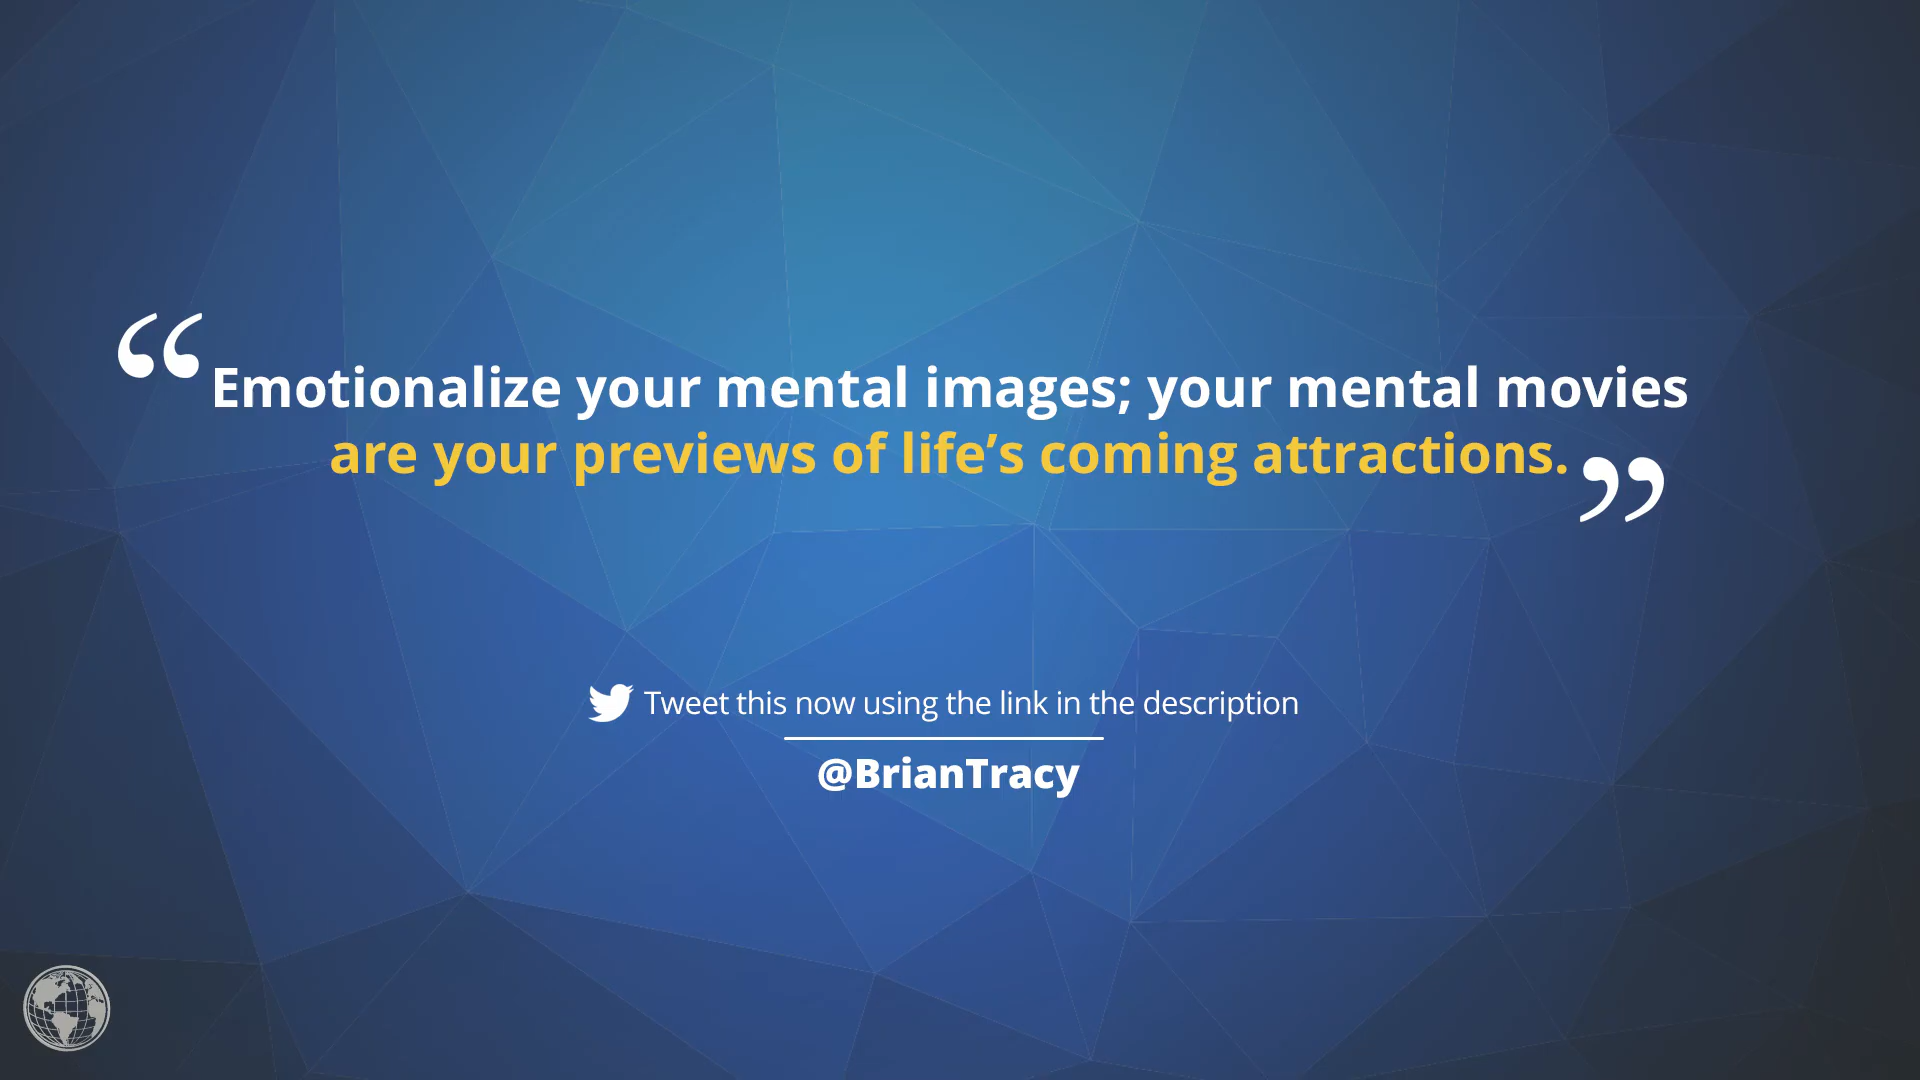 “Emotionalize your mental images; your mental movies
are your previews of life’s coming attractions.”
Tweet this now using the link in the description
@BrianTracy